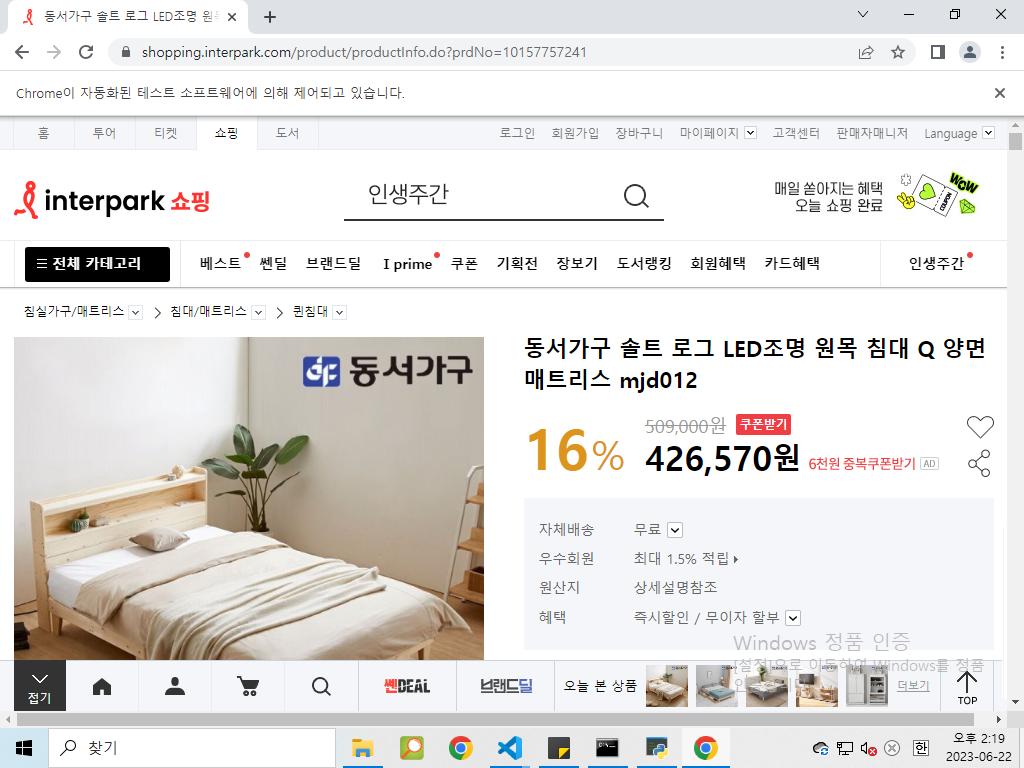 동서가구 솔트 로그 LED조명 원목
shopping.interpark.com/product/productInfo.do?prdNo=10157757241
Chrome이 자동화된 테스트 소프트웨어에 의해 제어되고 있습니다.
홈 투어 티켓 쇼핑 도서 로그인 회원가입 장바구니 마이페이지 고객센터 판매자매니저 Language
interpark 쇼핑
인생주간
매일 쏟아지는 혜택
오늘 쇼핑 완료
WOW
COUPON
전체 카테고리 베스트 쎈딜 브랜드딜 I prime 쿠폰 기획전 장보기 도서랭킹 회원혜택 카드혜택 인생주간
침실가구/매트리스 침대/매트리스 퀸침대
동서가구
동서가구 솔트 로그 LED조명 원목 침대 Q 양면
매트리스 mjd012
16%
509,000원 쿠폰받기
426,570원 6천원 중복쿠폰받기 AD
자체배송 무료
우수회원 최대 1.5% 적립
원산지 상세설명참조
혜택 즉시할인 / 무이자 할부
Windows 정품 인증
[설정]으로 이동하여 Windows를 정품
접기 쎈DEAL 브랜드딜 오늘 본 상품 더보기 TOP
찾기
한
오후 2:19
2023-06-22